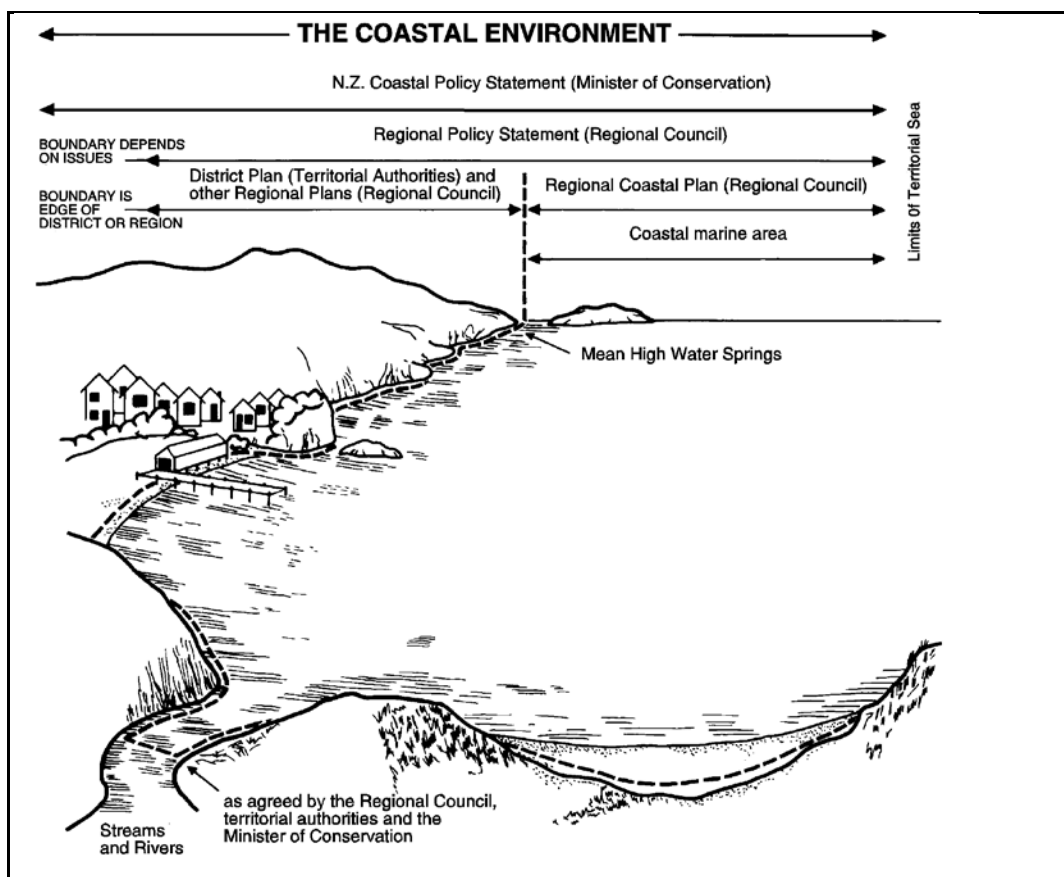 THE COASTAL ENVIRONMENT
N.Z. Coastal Policy Statement (Minister of Conservation)
Regional Policy Statement (Regional Council)
BOUNDARY DEPENDS
ON ISSUES
District Plan (Territorial Authorities) and
other Regional Plans (Regional Council)
Regional Coastal Plan (Regional Council)
BOUNDARY IS
EDGE OF
DISTRICT OR REGION
Coastal marine area
Limits Of Territorial Sea
Mean High Water Springs
as agreed by the Regional Council,
territorial authorities and the
Minister of Conservation
Streams
and Rivers